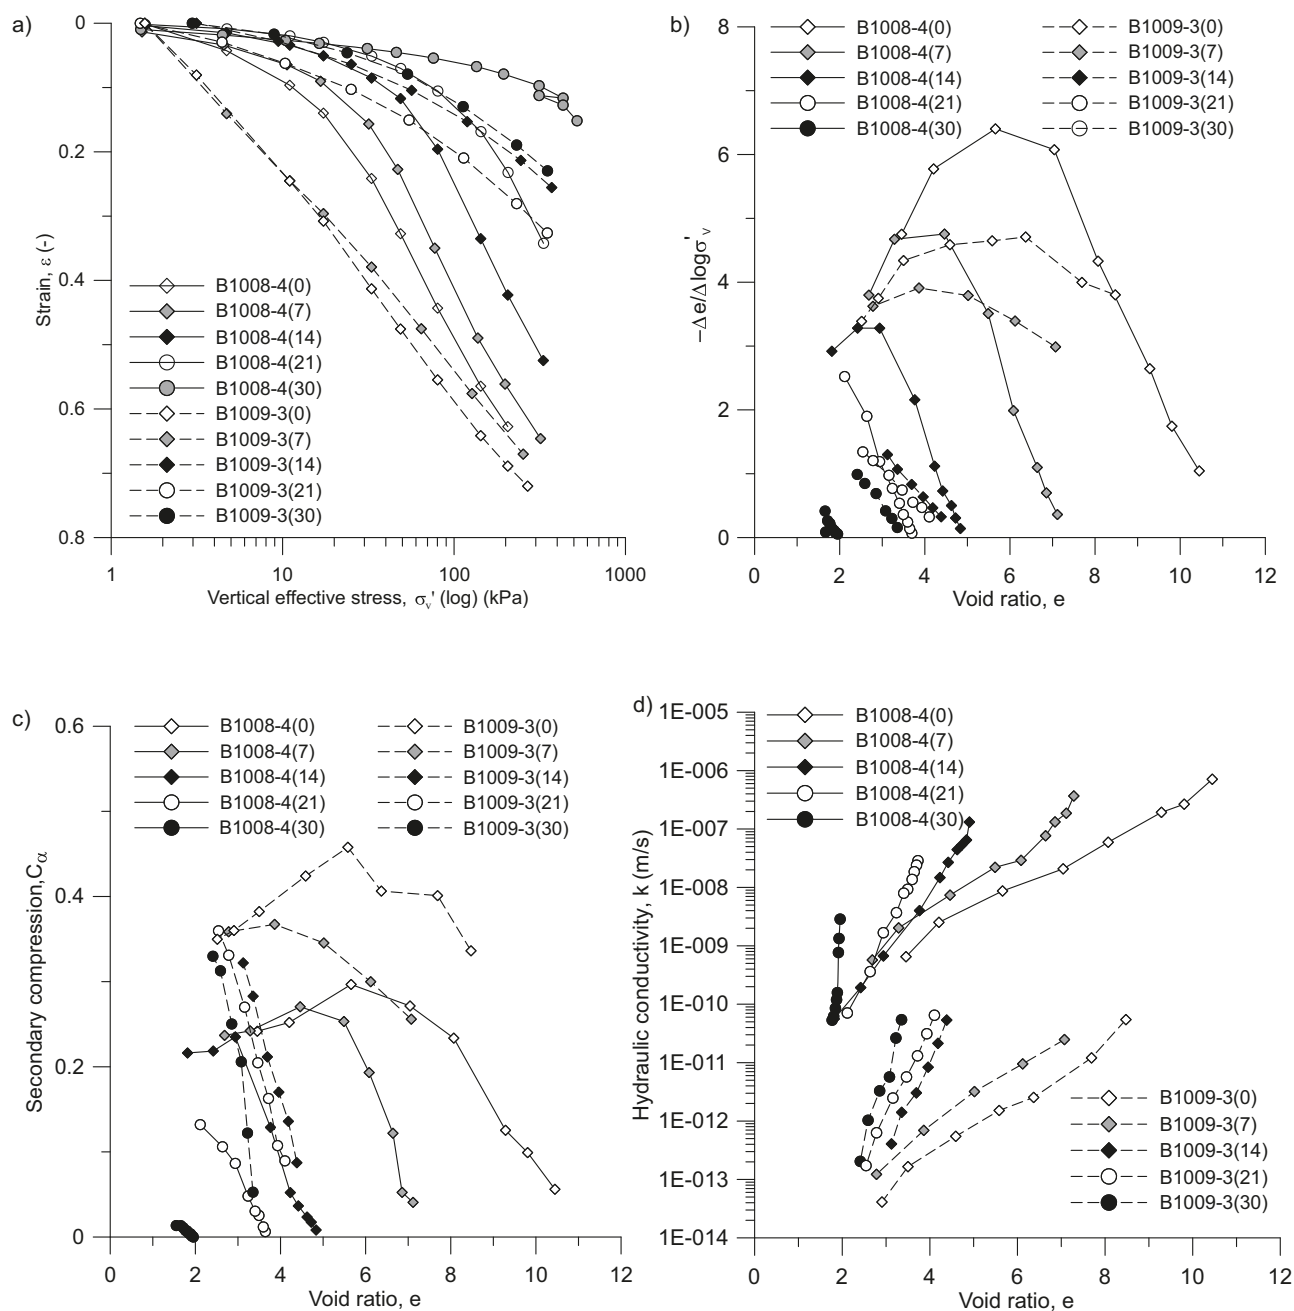 a)
0
0.2
0.4
0.6
0.8
Strain, ε (-)
B1008-4(0)
B1008-4(7)
B1008-4(14)
B1008-4(21)
B1008-4(30)
B1009-3(0)
B1009-3(7)
B1009-3(14)
B1009-3(21)
B1009-3(30)
1 10 100 1000
Vertical effective stress, σv' (log) (kPa)
b)
8
6
4
2
0
−Δe/Δlogσ'v
B1008-4(0) B1009-3(0)
B1008-4(7) B1009-3(7)
B1008-4(14) B1009-3(14)
B1008-4(21) B1009-3(21)
B1008-4(30) B1009-3(30)
0 2 4 6 8 10 12
Void ratio, e
c)
0.6
0.4
0.2
0
Secondary compression,Cα
B1008-4(0) B1009-3(0)
B1008-4(7) B1009-3(7)
B1008-4(14) B1009-3(14)
B1008-4(21) B1009-3(21)
B1008-4(30) B1009-3(30)
0 2 4 6 8 10 12
Void ratio, e
d)
1E-005
1E-006
1E-007
1E-008
1E-009
1E-010
1E-011
1E-012
1E-013
1E-014
Hydraulic conductivity, k (m/s)
B1008-4(0)
B1008-4(7)
B1008-4(14)
B1008-4(21)
B1008-4(30)
B1009-3(0)
B1009-3(7)
B1009-3(14)
B1009-3(21)
B1009-3(30)
0 2 4 6 8 10 12
Void ratio, e